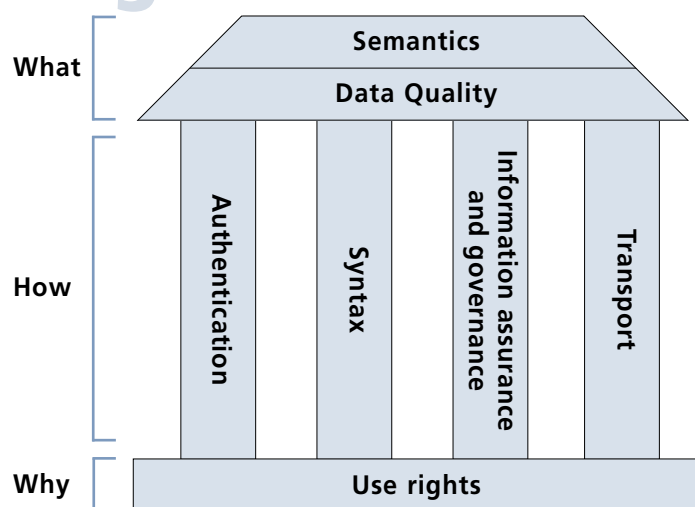 What
Semantics
Data Quality
How
Authentication
Syntax
Information assurance
and governance
Transport
Why
Use rights